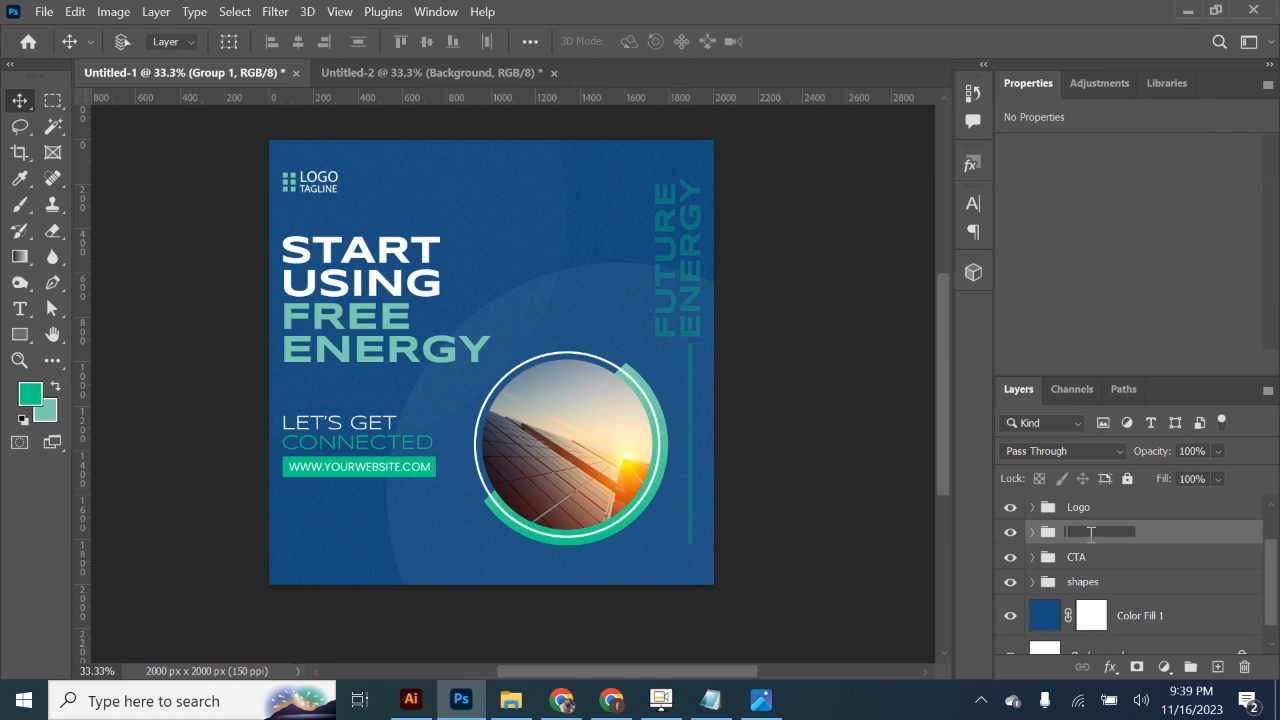 Ps File Edit Image Layer Type Select Filter 3D View Plugins Window Help
Layer 3D Mode:
Untitled-1 @ 33.3% (Group 1, RGB/8) * × Untitled-2 @ 33.3% (Background, RGB/8) * ×
800 600 400 200 0 200 400 600 800 1000 1200 1400 1600 1800 2000 2200 2400 2600 2800
Properties Adjustments Libraries
No Properties
LOGO
TAGLINE
START
USING
FREE
ENERGY
FUTURE
ENERGY
LET'S GET
CONNECTED
WWW.YOURWEBSITE.COM
Layers Channels Paths
Kind
Pass Through Opacity: 100%
Lock: Fill: 100%
Logo
CTA
shapes
Color Fill 1
33.33% 2000 px x 2000 px (150 ppi)
Type here to search
Ai
Ps
9:39 PM
11/16/2023
2